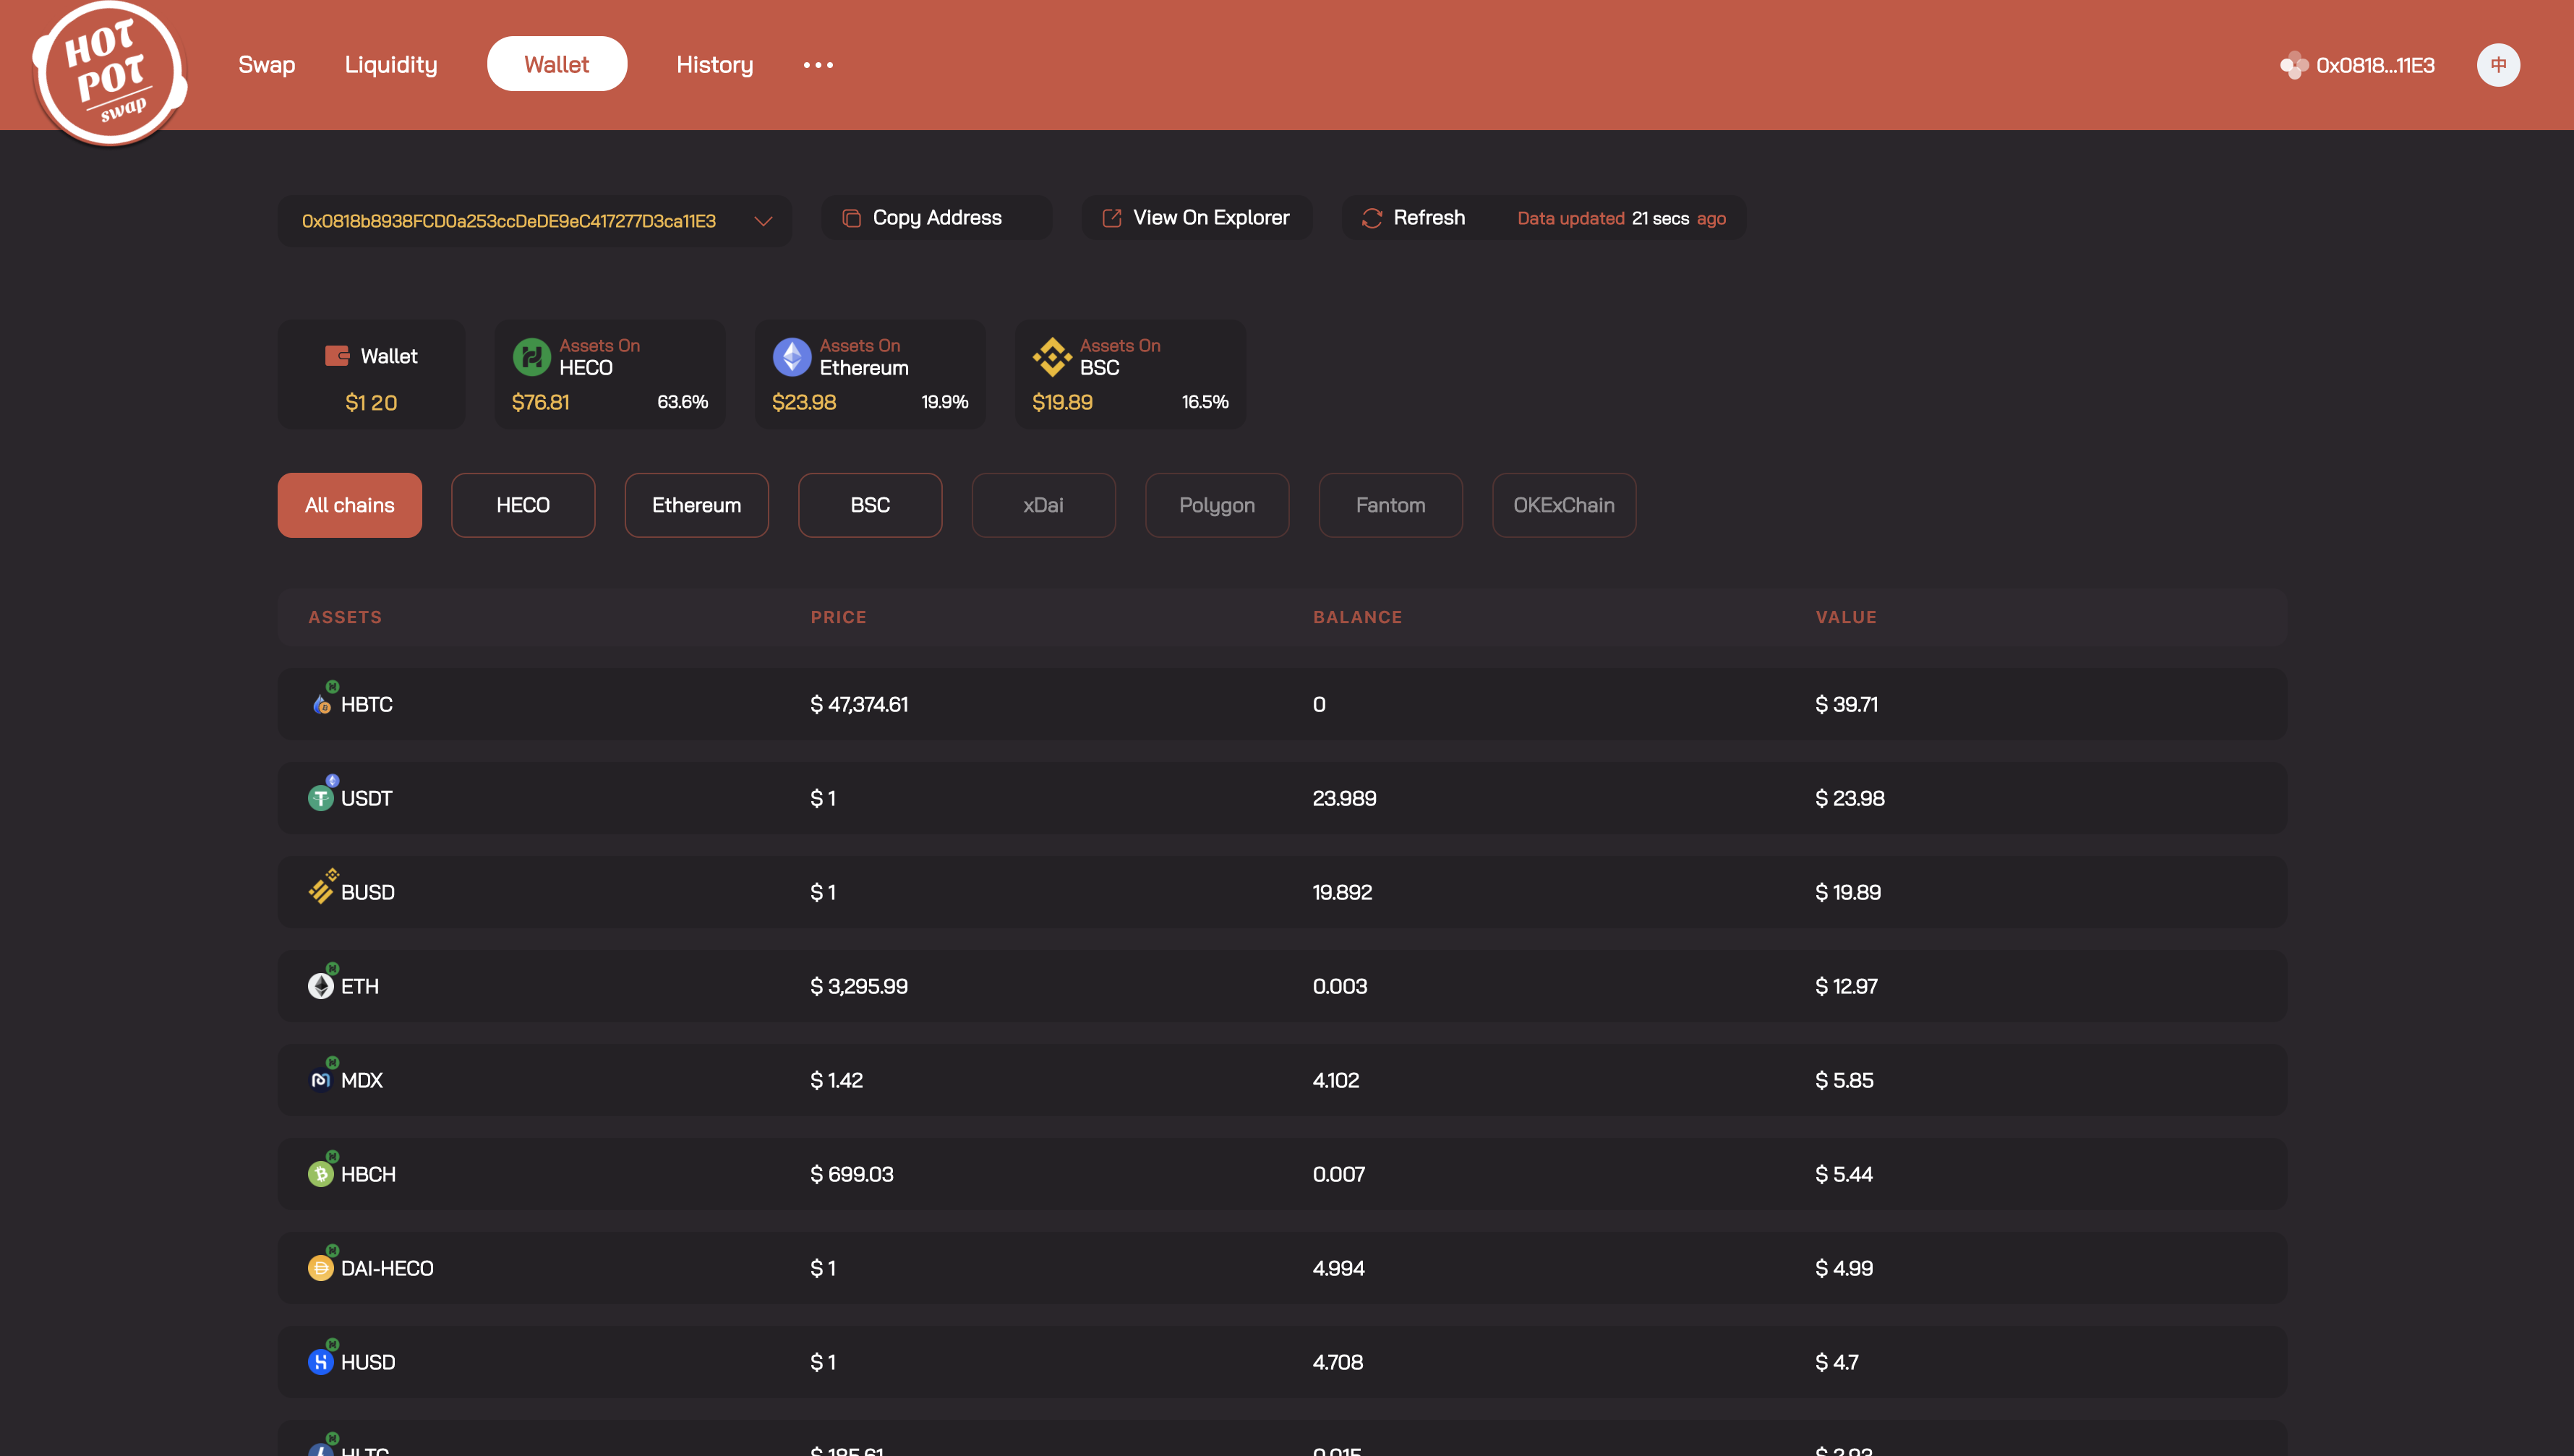 HOT
POT
swap
Swap Liquidity Wallet History ••• 0x0818...11E3 中
0x0818b8938FCD0a253ccDeDE9eC417277D3ca11E3 Copy Address View On Explorer Refresh Data updated 21 secs ago
Wallet
$1 20
Assets On
HECO
$76.81 63.6%
Assets On
Ethereum
$23.98 19.9%
Assets On
BSC
$19.89 16.5%
All chains HECO Ethereum BSC xDai Polygon Fantom OKExChain
ASSETS PRICE BALANCE VALUE
HBTC $ 47,374.61 0 $ 39.71
USDT $ 1 23.989 $ 23.98
BUSD $ 1 19.892 $ 19.89
ETH $ 3,295.99 0.003 $ 12.97
MDX $ 1.42 4.102 $ 5.85
HBCH $ 699.03 0.007 $ 5.44
DAI-HECO $ 1 4.994 $ 4.99
HUSD $ 1 4.708 $ 4.7
HLTC $ 185.61 0.015